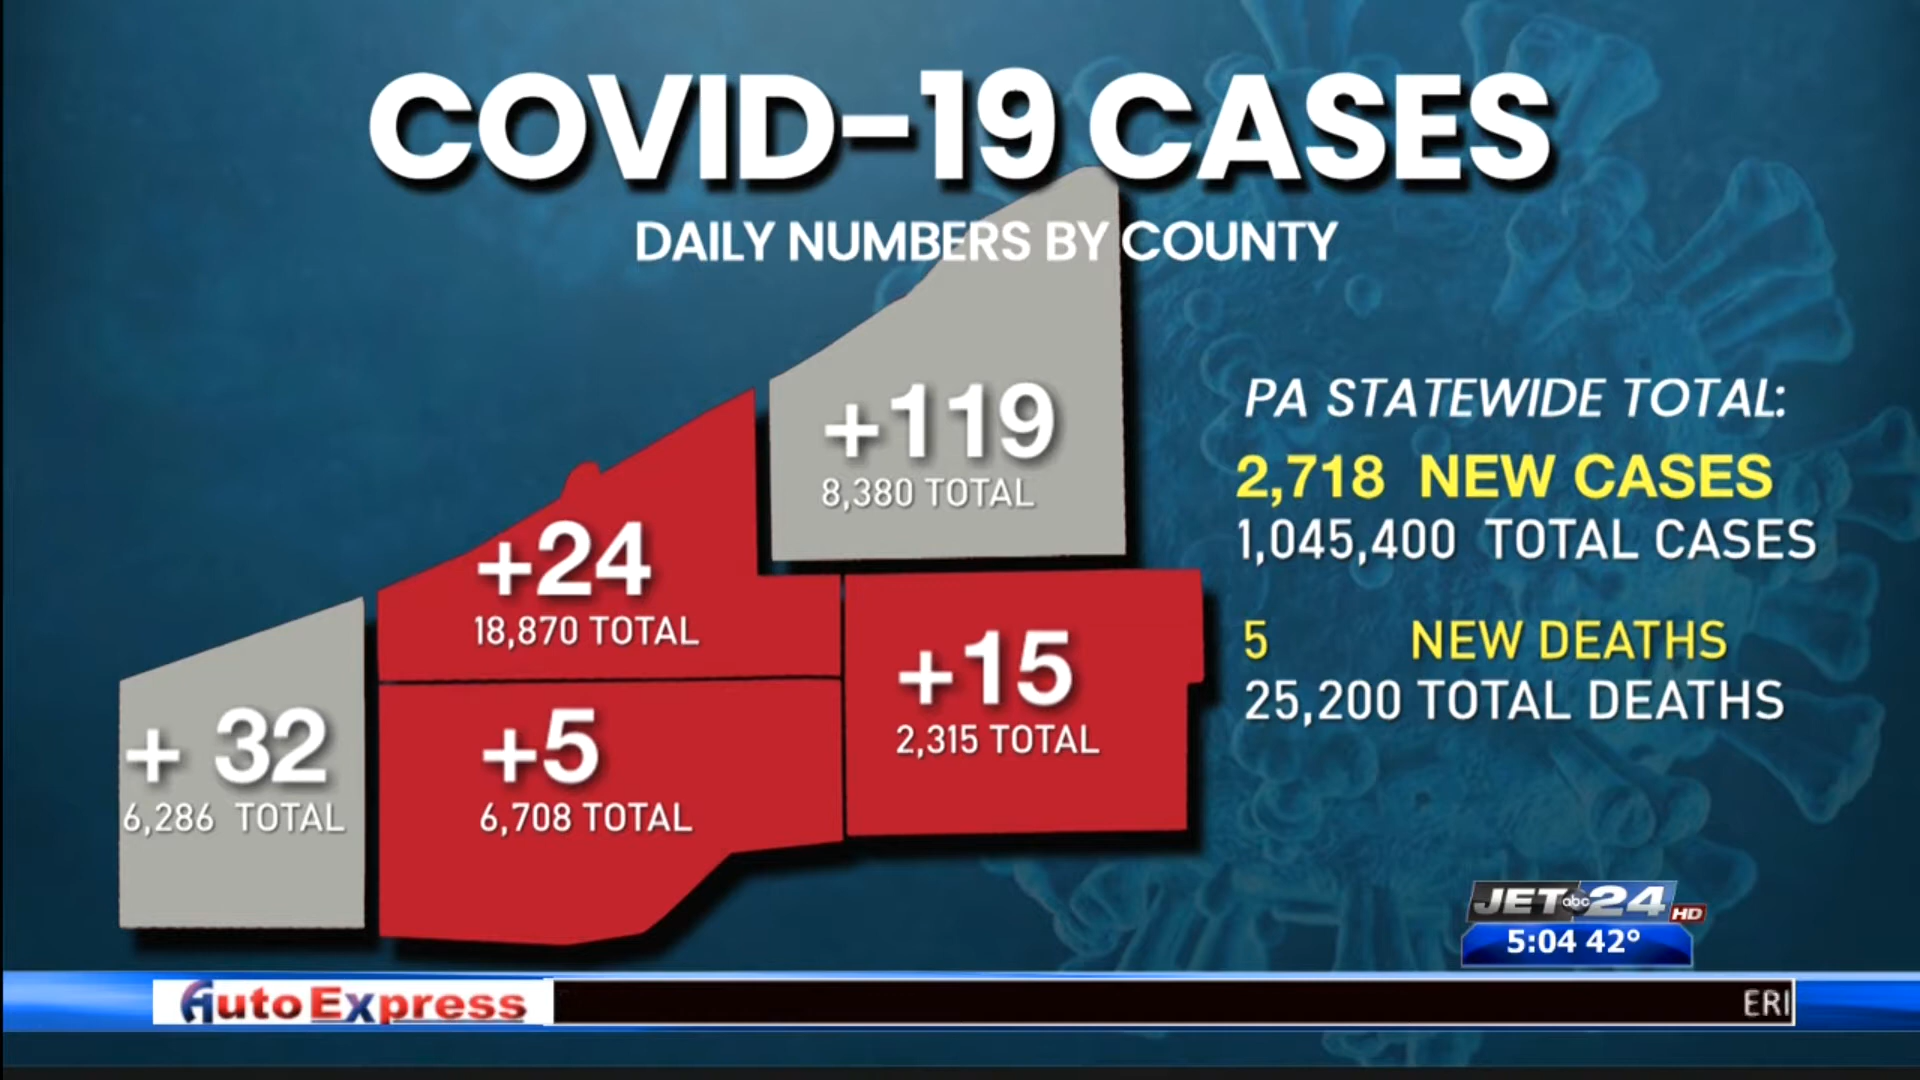 COVID-19 CASES
DAILY NUMBERS BY COUNTY
+119
8,380 TOTAL
+24
18,870 TOTAL
+15
2,315 TOTAL
+ 32
6,286 TOTAL
+5
6,708 TOTAL
PA STATEWIDE TOTAL:
2,718 NEW CASES
1,045,400 TOTAL CASES
5 NEW DEATHS
25,200 TOTAL DEATHS
JET abc 24 HD
5:04 42°
AutoExpress
ERI